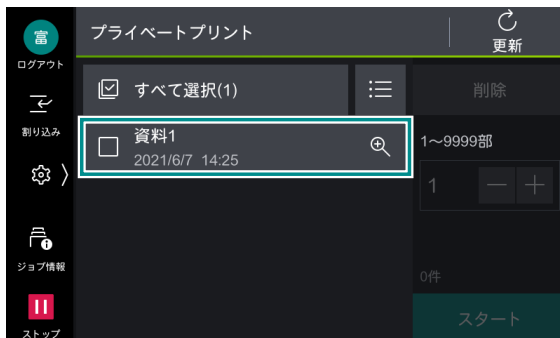 富
ログアウト
割り込み
ジョブ情報
ストップ
プライベートプリント
更新
すべて選択(1)
資料1
2021/6/7 14:25
削除
1～9999部
1
0件
スタート